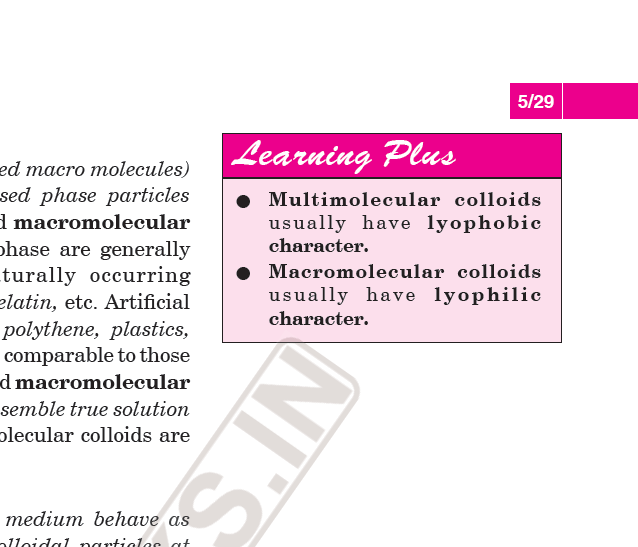 5/29
Learning Plus
● Multimolecular colloids
usually have lyophobic
character.
● Macromolecular colloids
usually have lyophilic
character.
ed macro molecules)
sed phase particles
d macromolecular
phase are generally
aturally occurring
elatin, etc. Artificial
polythene, plastics,
comparable to those
d macromolecular
semble true solution
olecular colloids are
medium behave as
olloidal particles at
S.IN